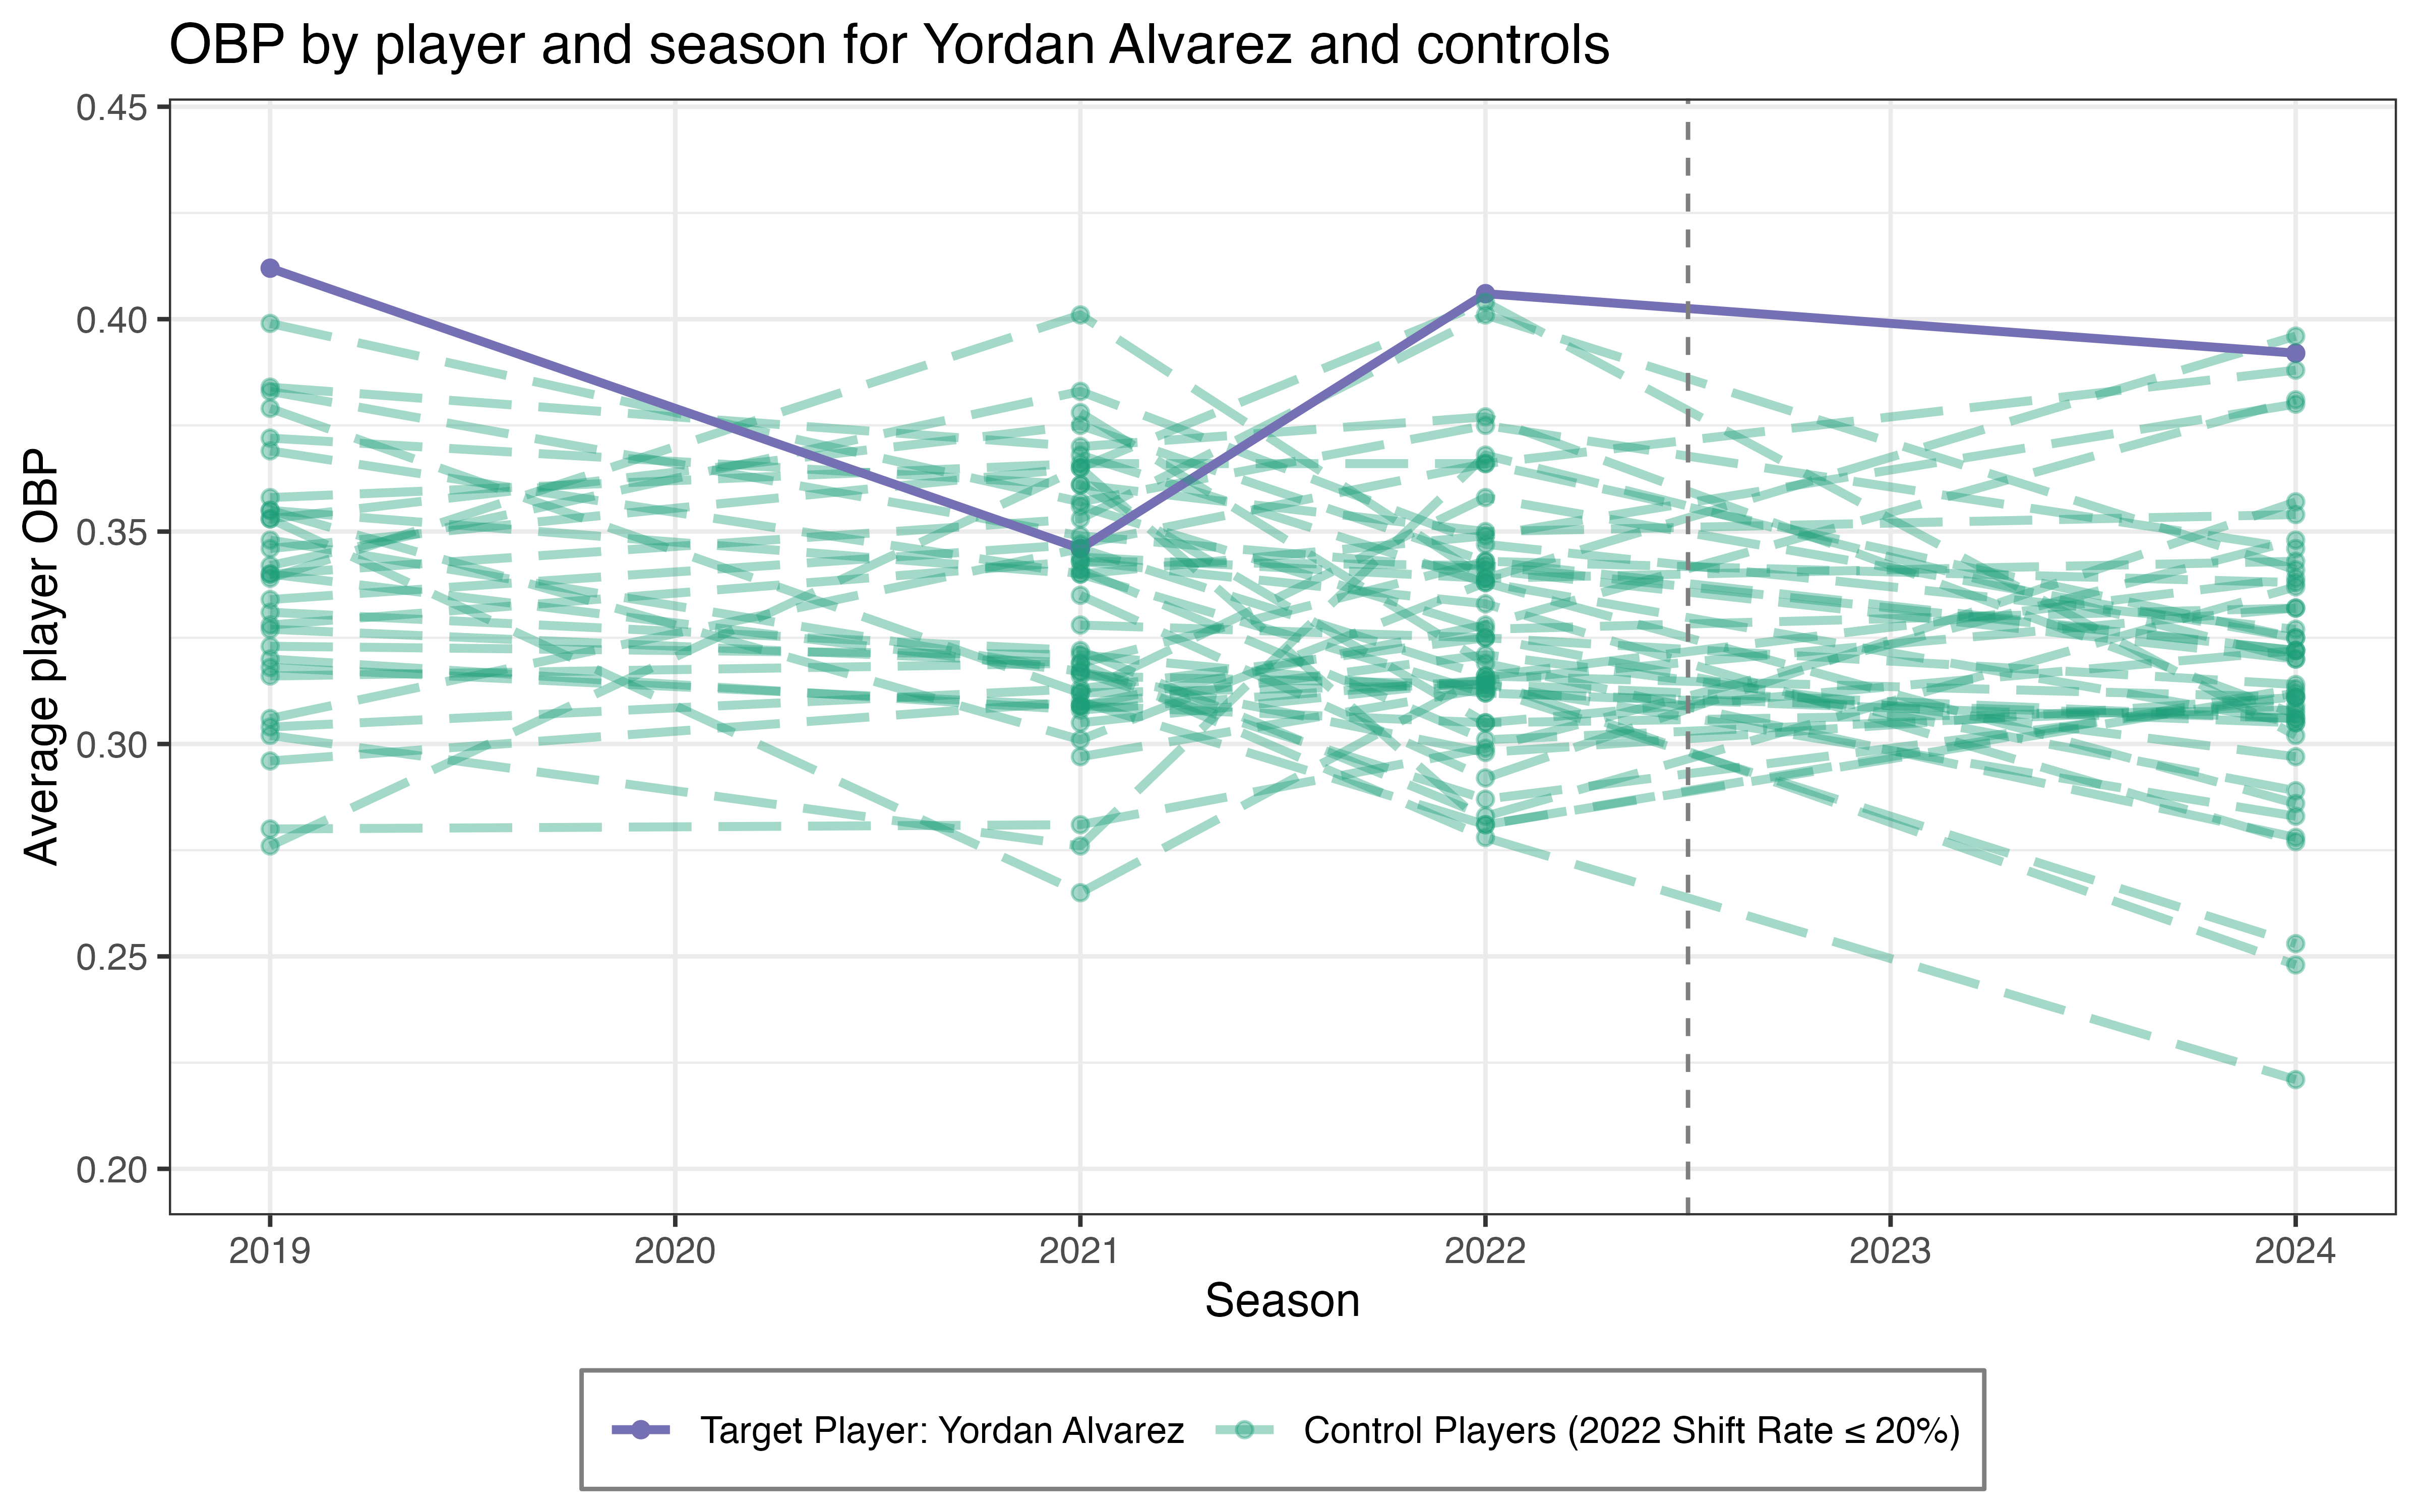 OBP by player and season for Yordan Alvarez and controls
Average player OBP
0.45
0.40
0.35
0.30
0.25
0.20
2019 2020 2021 2022 2023 2024
Season
Target Player: Yordan Alvarez Control Players (2022 Shift Rate ≤ 20%)